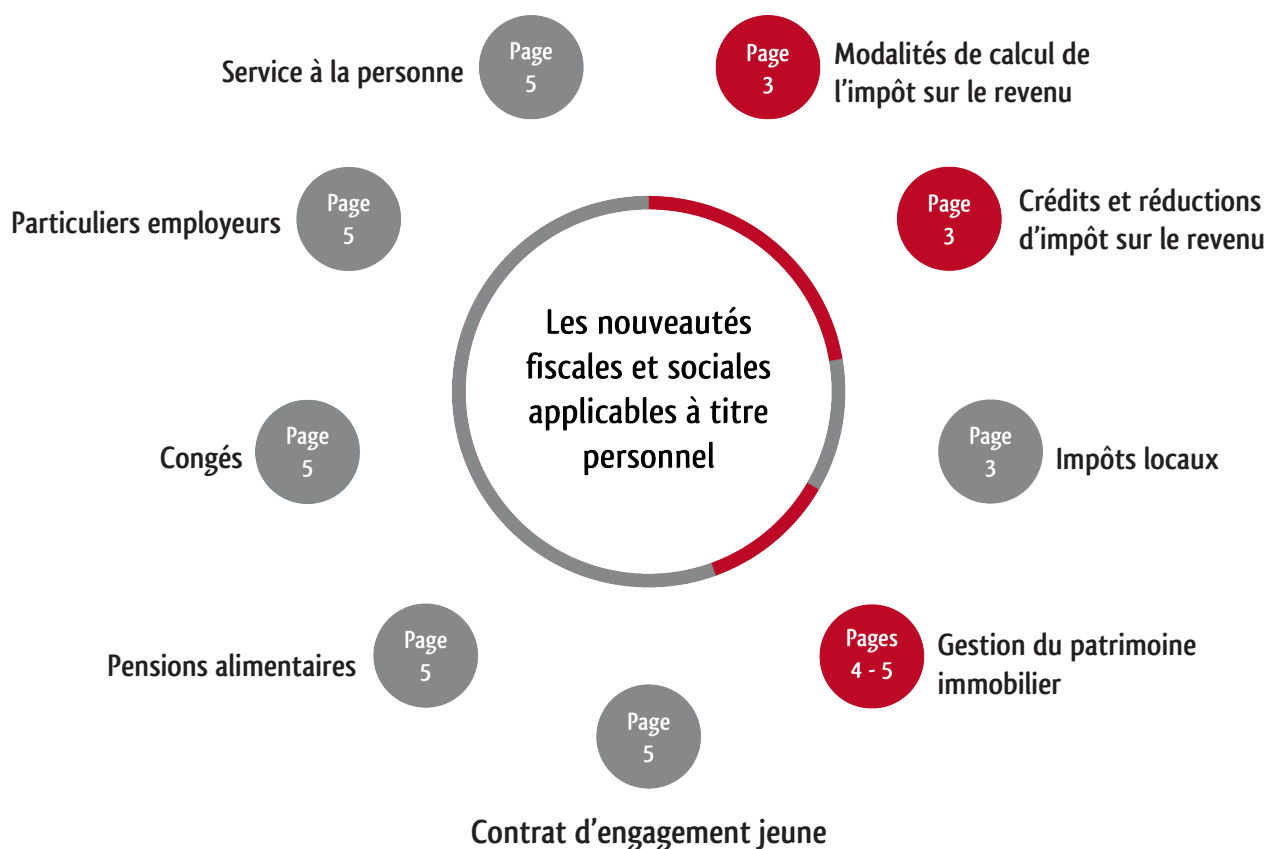 Les nouveautés
fiscales et sociales
applicables à titre
personnel
Page
3
Modalités de calcul de
l'impôt sur le revenu
Page
3
Crédits et réductions
d'impôt sur le revenu
Page
3
Impôts locaux
Pages
4 - 5
Gestion du patrimoine
immobilier
Page
5
Contrat d'engagement jeune
Page
5
Pensions alimentaires
Page
5
Congés
Page
5
Particuliers employeurs
Page
5
Service à la personne